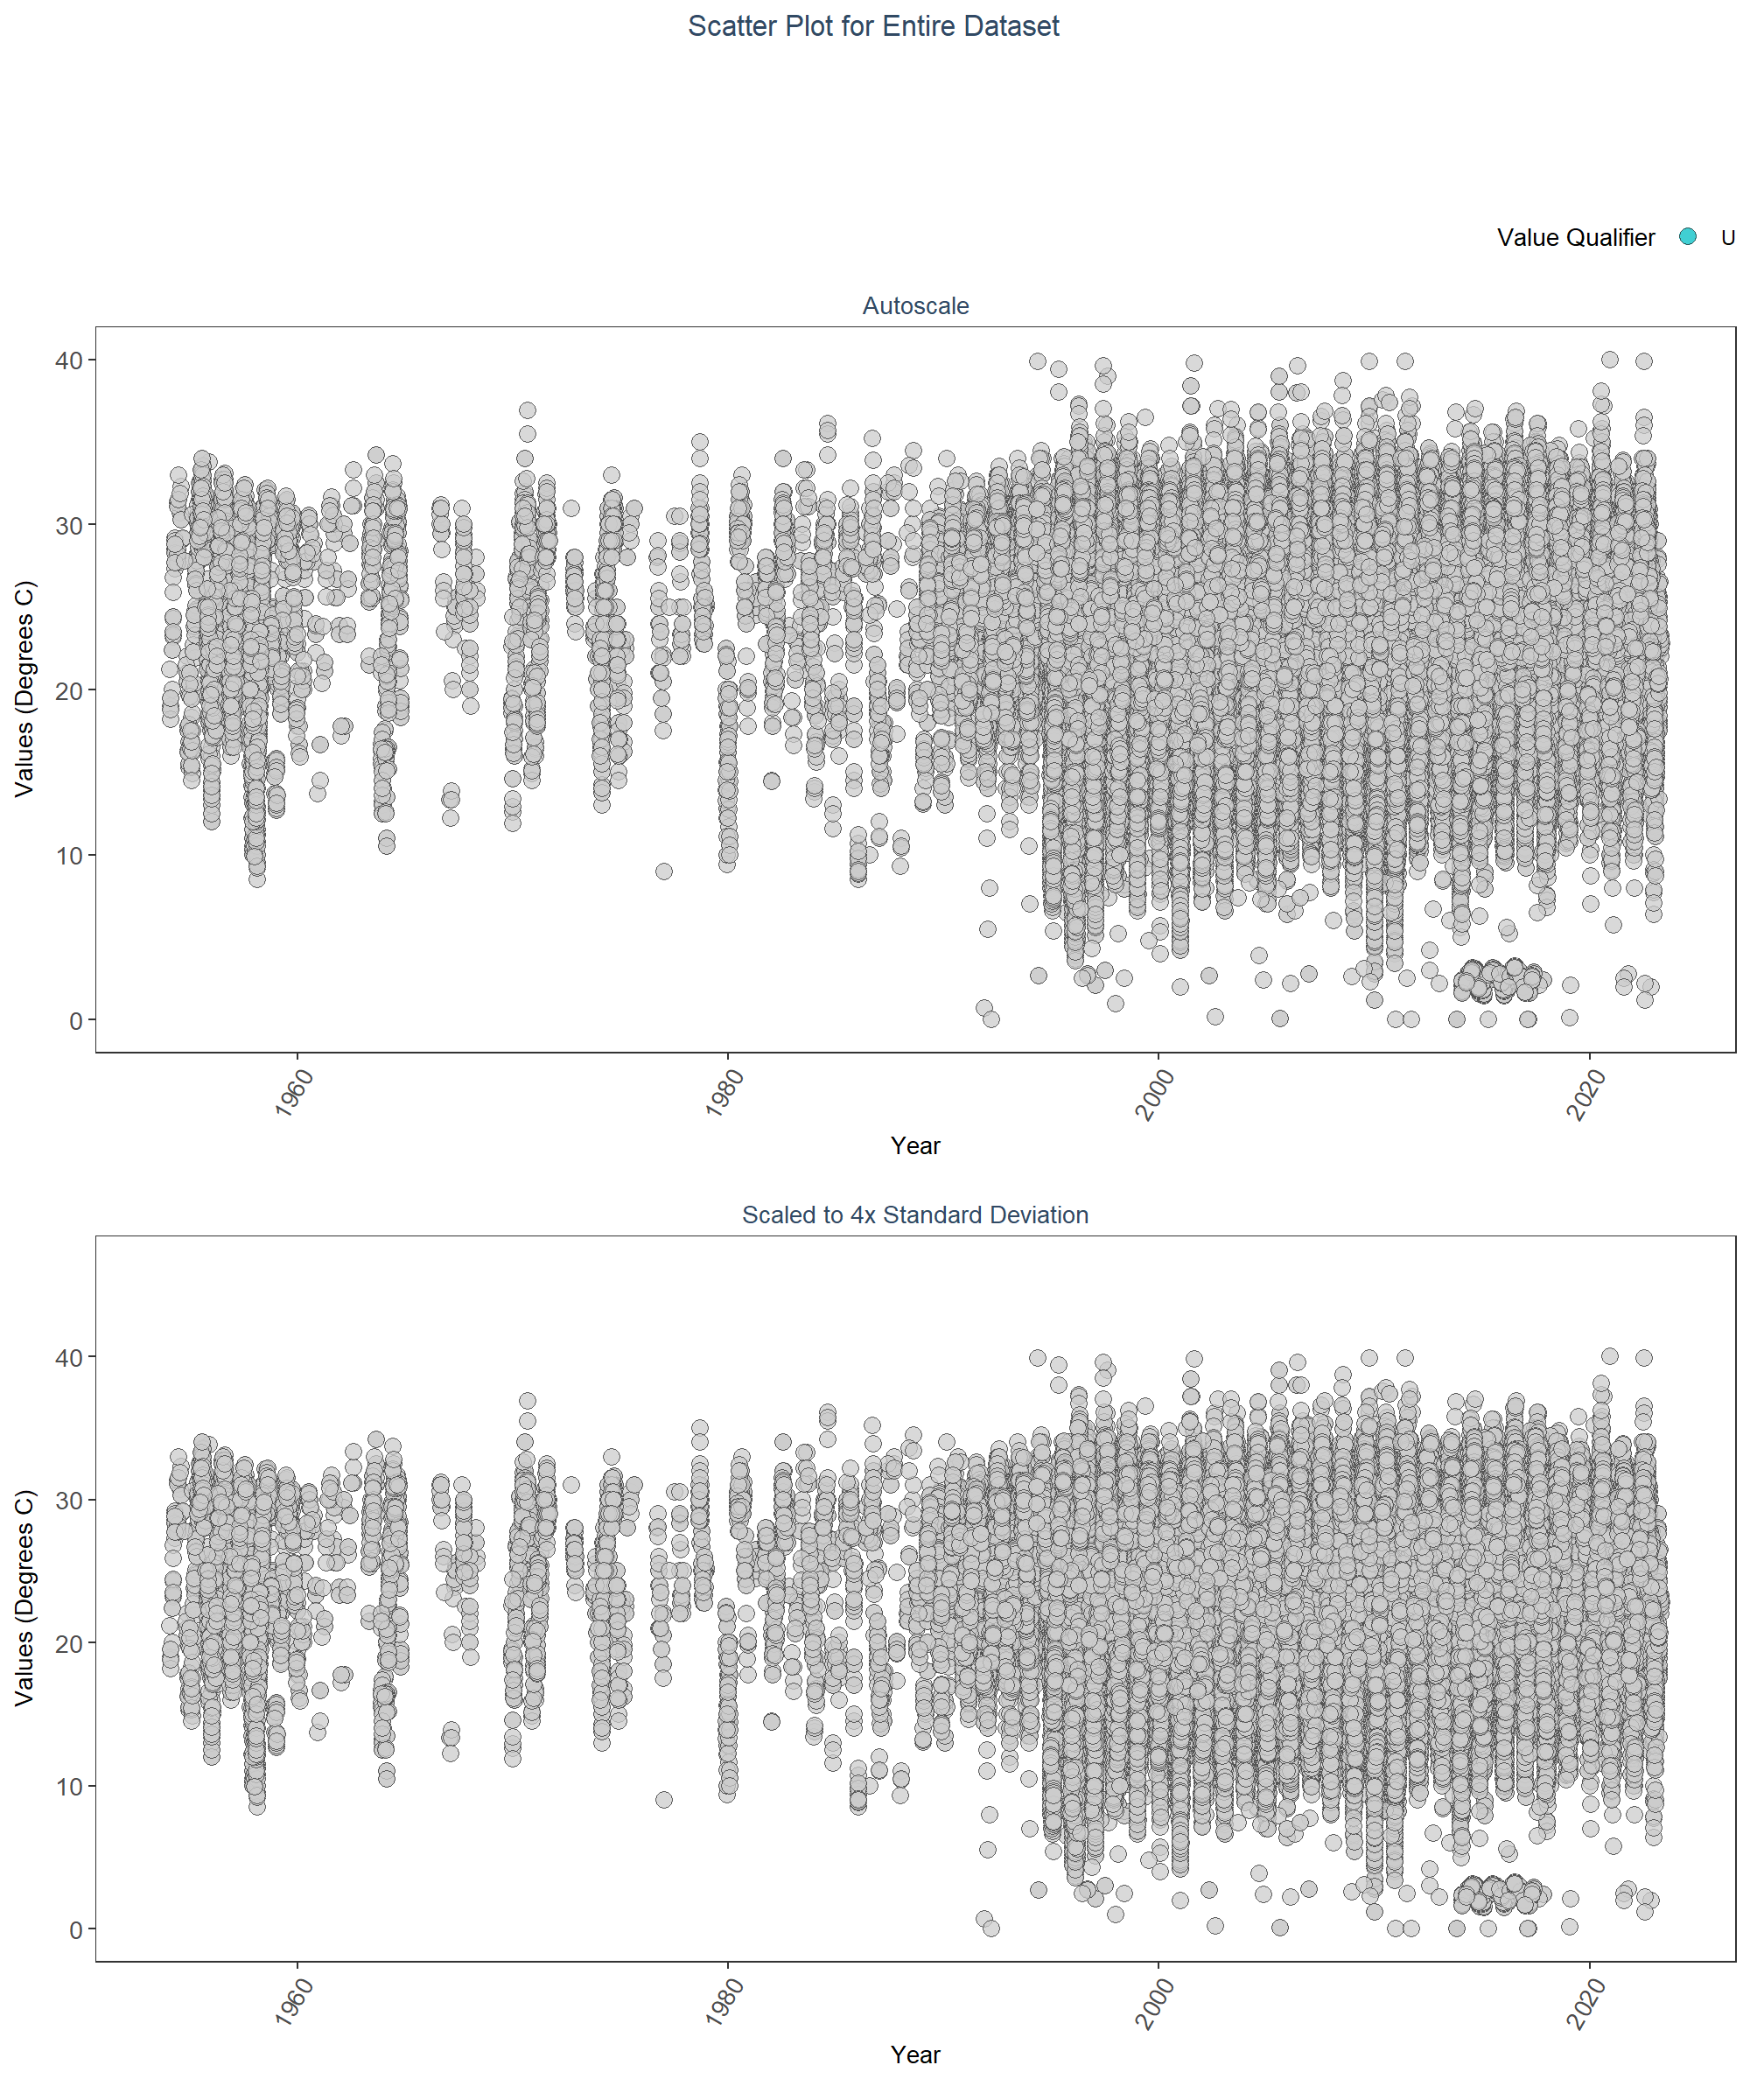 Scatter Plot for Entire Dataset
Value Qualifier U
Autoscale
40
30
20
10
0
Values (Degrees C)
1960 1980 2000 2020
Year
Scaled to 4x Standard Deviation
40
30
20
10
0
Values (Degrees C)
1960 1980 2000 2020
Year